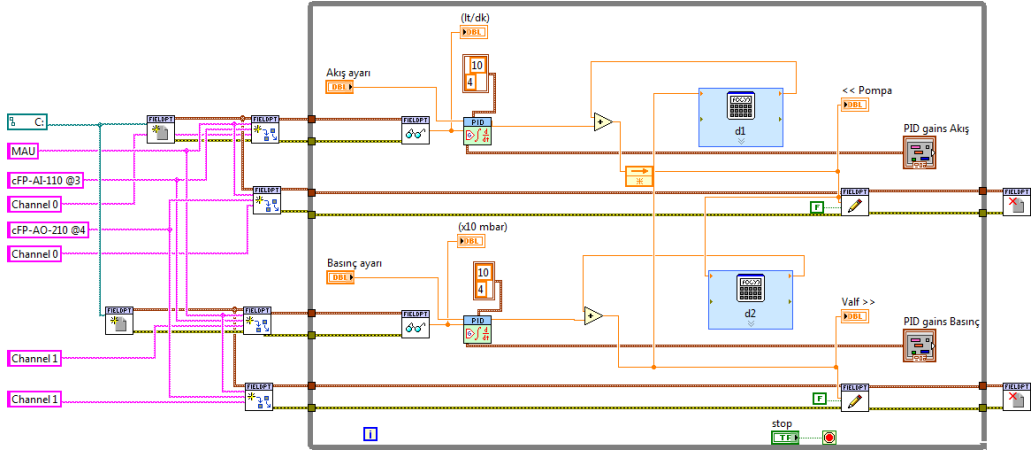 (lt/dk)
DBL
10
4
Akış ayarı
DBL
<< Pompa
DBL
d1
C:
FIELDPT
FIELDPT
FIELDPT
PID
PID gains Akış
MAU
cFP-AI-110 @3
Channel 0
FIELDPT
FIELDPT
FIELDPT
F
cFP-AO-210 @4
Channel 0
(x10 mbar)
DBL
10
4
Basınç ayarı
DBL
d2
Valf >>
DBL
FIELDPT
FIELDPT
FIELDPT
PID
PID gains Basınç
Channel 1
FIELDPT
FIELDPT
FIELDPT
F
Channel 1
i
stop
TF